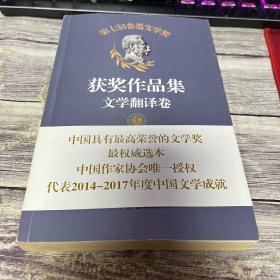 第七届鲁迅文学奖
获奖作品集
文学翻译卷
中国具有最高荣誉的文学奖
最权威选本
中国作家协会唯一授权
代表2014-2017年度中国文学成就